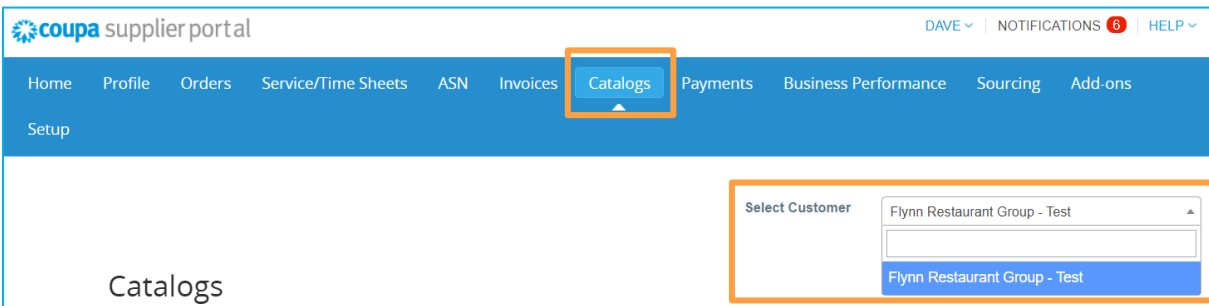 coupa supplier portal
DAVE NOTIFICATIONS 6 HELP
Home Profile Orders Service/Time Sheets ASN Invoices Catalogs Payments Business Performance Sourcing Add-ons
Setup
Select Customer Flynn Restaurant Group - Test
Flynn Restaurant Group - Test
Catalogs